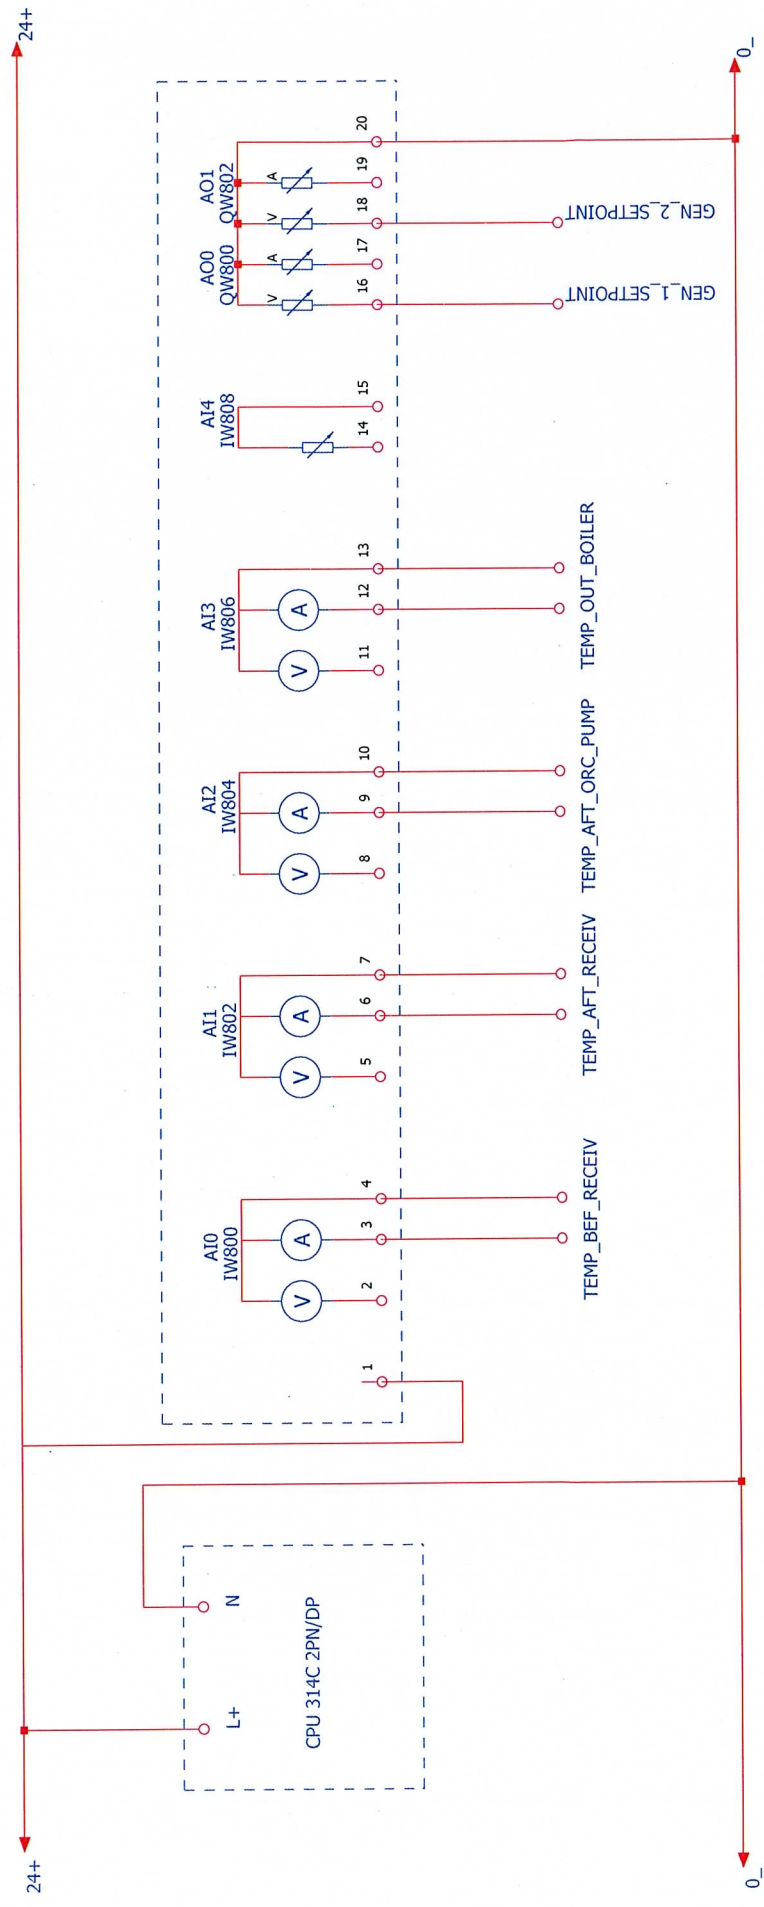 24+
24+
0_
0_
L+
N
CPU 314C 2PN/DP
1
AI0
IW800
V
A
2
3
4
TEMP_BEF_RECEIV
AI1
IW802
V
A
5
6
7
TEMP_AFT_RECEIV
AI2
IW804
V
A
8
9
10
TEMP_AFT_ORC_PUMP
AI3
IW806
V
A
11
12
13
TEMP_OUT_BOILER
AI4
IW808
14
15
AO0
QW800
V
A
16
17
GEN_1_SETPOINT
AO1
QW802
V
A
18
19
20
GEN_2_SETPOINT